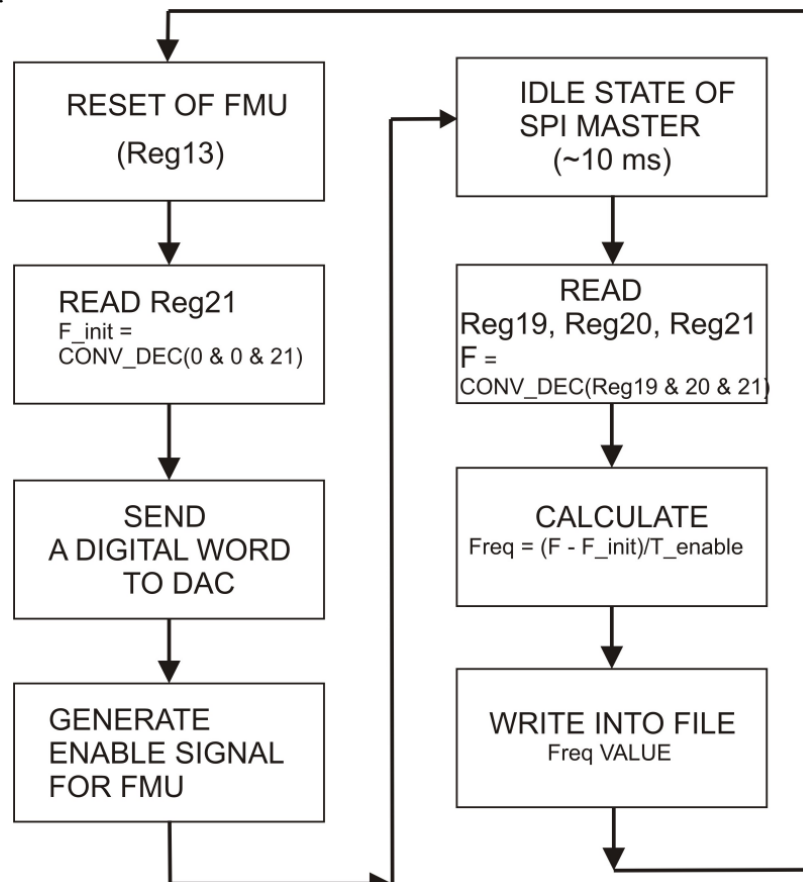 RESET OF FMU
(Reg13)
READ Reg21
F_init =
CONV_DEC(0 & 0 & 21)
SEND
A DIGITAL WORD
TO DAC
GENERATE
ENABLE SIGNAL
FOR FMU
IDLE STATE OF
SPI MASTER
(~10 ms)
READ
Reg19, Reg20, Reg21
F =
CONV_DEC(Reg19 & 20 & 21)
CALCULATE
Freq = (F - F_init)/T_enable
WRITE INTO FILE
Freq VALUE